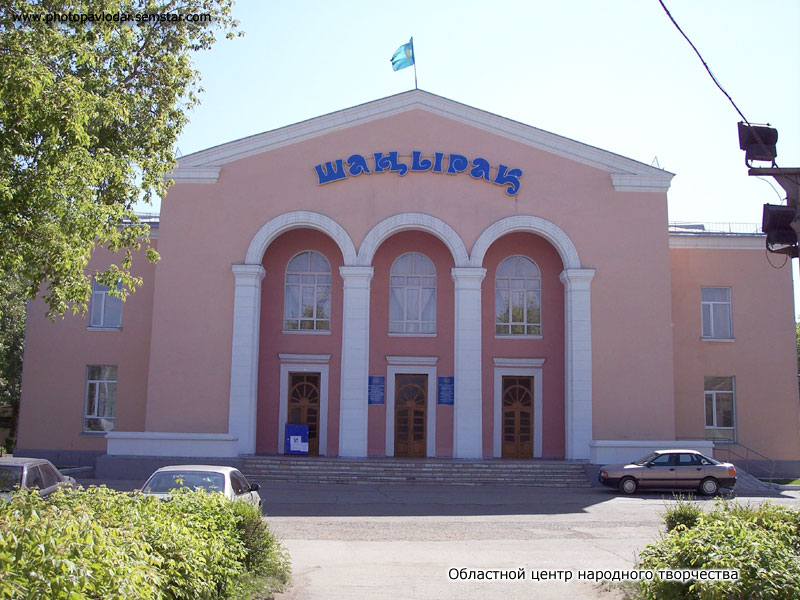 www.photopavlodar.semstar.com
Шаңырақ
Областной центр народного творчества